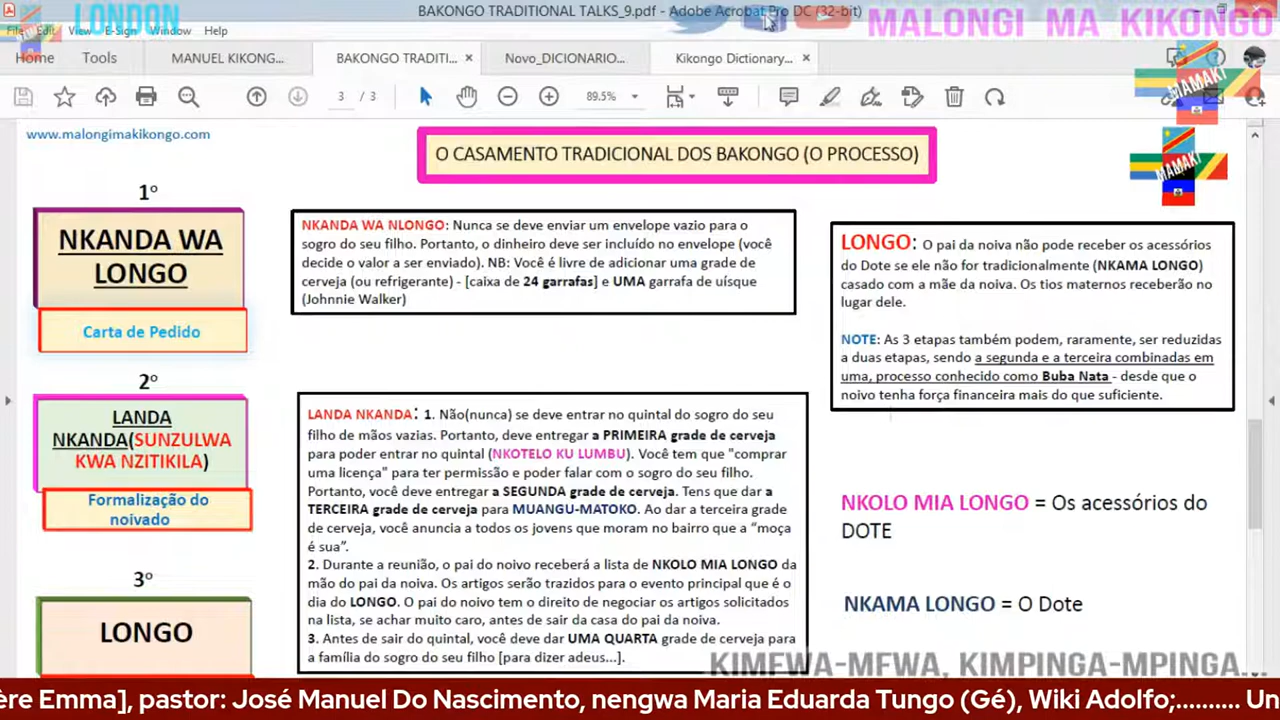 BAKONGO TRADITIONAL TALKS_9.pdf - Adobe Acrobat Pro DC (32-bit)
LONDON
MALONGI MA KIKONGO
File Edit View E-Sign Window Help
Home Tools MANUEL KIKONG... BAKONGO TRADITI... × Novo_DICIONARIO... Kikongo Dictionary... ×
3 / 3 89.5%
MAMAKI
www.malongimakikongo.com
O CASAMENTO TRADICIONAL DOS BAKONGO (O PROCESSO)
MAMAKI
1º
NKANDA WA
LONGO
Carta de Pedido
NKANDA WA NLONGO: Nunca se deve enviar um envelope vazio para o
sogro do seu filho. Portanto, o dinheiro deve ser incluído no envelope (você
decide o valor a ser enviado). NB: Você é livre de adicionar uma grade de
cerveja (ou refrigerante) - [caixa de 24 garrafas] e UMA garrafa de uísque
(Johnnie Walker)
LONGO: O pai da noiva não pode receber os acessórios
do Dote se ele não for tradicionalmente (NKAMA LONGO)
casado com a mãe da noiva. Os tios maternos receberão no
lugar dele.
NOTE: As 3 etapas também podem, raramente, ser reduzidas
a duas etapas, sendo a segunda e a terceira combinadas em
uma, processo conhecido como Buba Nata - desde que o
noivo tenha força financeira mais do que suficiente.
2º
LANDA
NKANDA(SUNZULWA
KWA NZITIKILA)
Formalização do
noivado
LANDA NKANDA: 1. Não(nunca) se deve entrar no quintal do sogro do seu
filho de mãos vazias. Portanto, deve entregar a PRIMEIRA grade de cerveja
para poder entrar no quintal (NKOTELO KU LUMBU). Você tem que "comprar
uma licença" para ter permissão e poder falar com o sogro do seu filho.
Portanto, você deve entregar a SEGUNDA grade de cerveja. Tens que dar a
TERCEIRA grade de cerveja para MUANGU-MATOKO. Ao dar a terceira grade
de cerveja, você anuncia a todos os jovens que moram no bairro que a “moça
é sua”.
2. Durante a reunião, o pai do noivo receberá a lista de NKOLO MIA LONGO da
mão do pai da noiva. Os artigos serão trazidos para o evento principal que é o
dia do LONGO. O pai do noivo tem o direito de negociar os artigos solicitados
na lista, se achar muito caro, antes de sair da casa do pai da noiva.
3. Antes de sair do quintal, você deve dar UMA QUARTA grade de cerveja para
a família do sogro do seu filho [para dizer adeus...].
NKOLO MIA LONGO = Os acessórios do
DOTE
NKAMA LONGO = O Dote
3º
LONGO
KIMFWA-MFWA, KIMPINGA-MPINGA...
ère Emma], pastor: José Manuel Do Nascimento, nengwa Maria Eduarda Tungo (Gé), Wiki Adolfo;.......... Un